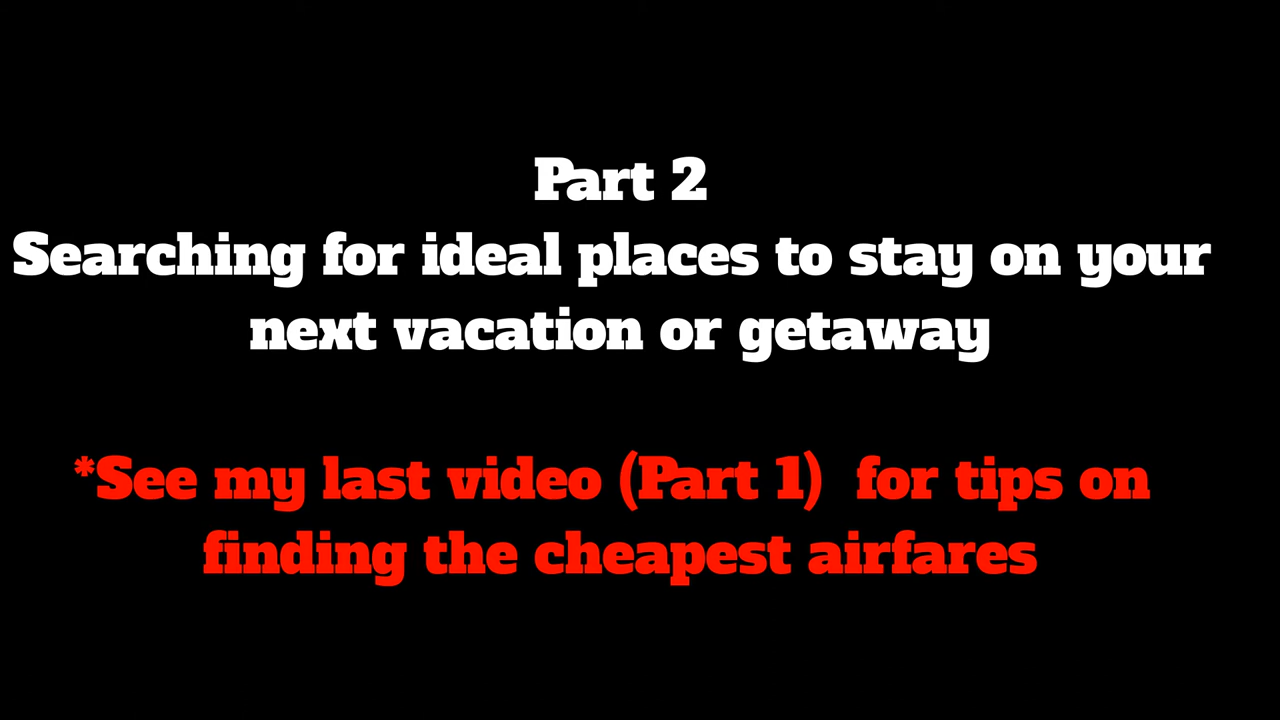 Part 2
Searching for ideal places to stay on your
next vacation or getaway
*See my last video (Part 1)  for tips on
finding the cheapest airfares